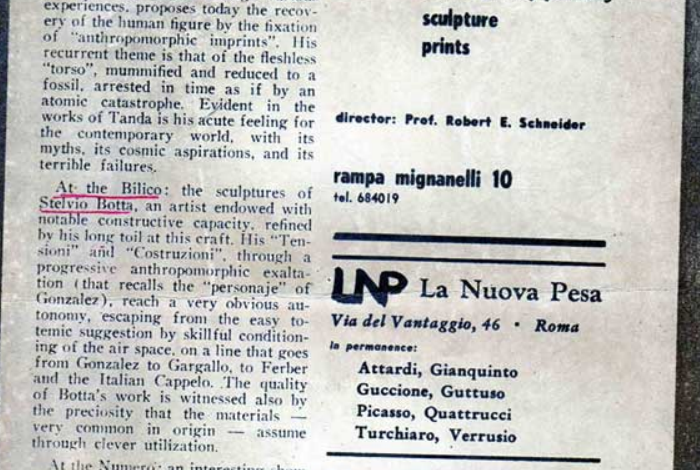 experiences, proposes today the recov-
ery of the human figure by the fixation
of "anthropomorphic imprints". His
recurrent theme is that of the fleshless
"torso", mummified and reduced to a
fossil, arrested in time as if by an
atomic catastrophe. Evident in the
works of Tanda is his acute feeling for
the contemporary world, with its
myths, its cosmic aspirations, and its
terrible failures.
At the Bilico: the sculptures of
Stelvio Botta, an artist endowed with
notable constructive capacity, refined
by his long toil at this craft. His "Ten-
sioni" and "Costruzioni", through a
progressive anthropomorphic exalta-
tion (that recalls the "personaje" of
Gonzalez), reach a very obvious au-
tonomy, escaping from the easy to-
temic suggestion by skillful condition-
ing of the air space, on a line that goes
from Gonzalez to Gargallo, to Ferber
and the Italian Cappelo. The quality
of Botta's work is witnessed also by
the preciosity that the materials —
very common in origin — assume
through clever utilization.
At the Numero: an interesting show
sculpture
prints
director: Prof. Robert E. Schneider
rampa mignanelli 10
tel. 684019
LNP La Nuova Pesa
Via del Vantaggio, 46 • Roma
in permanence:
Attardi, Gianquinto
Guccione, Guttuso
Picasso, Quattrucci
Turchiaro, Verrusio